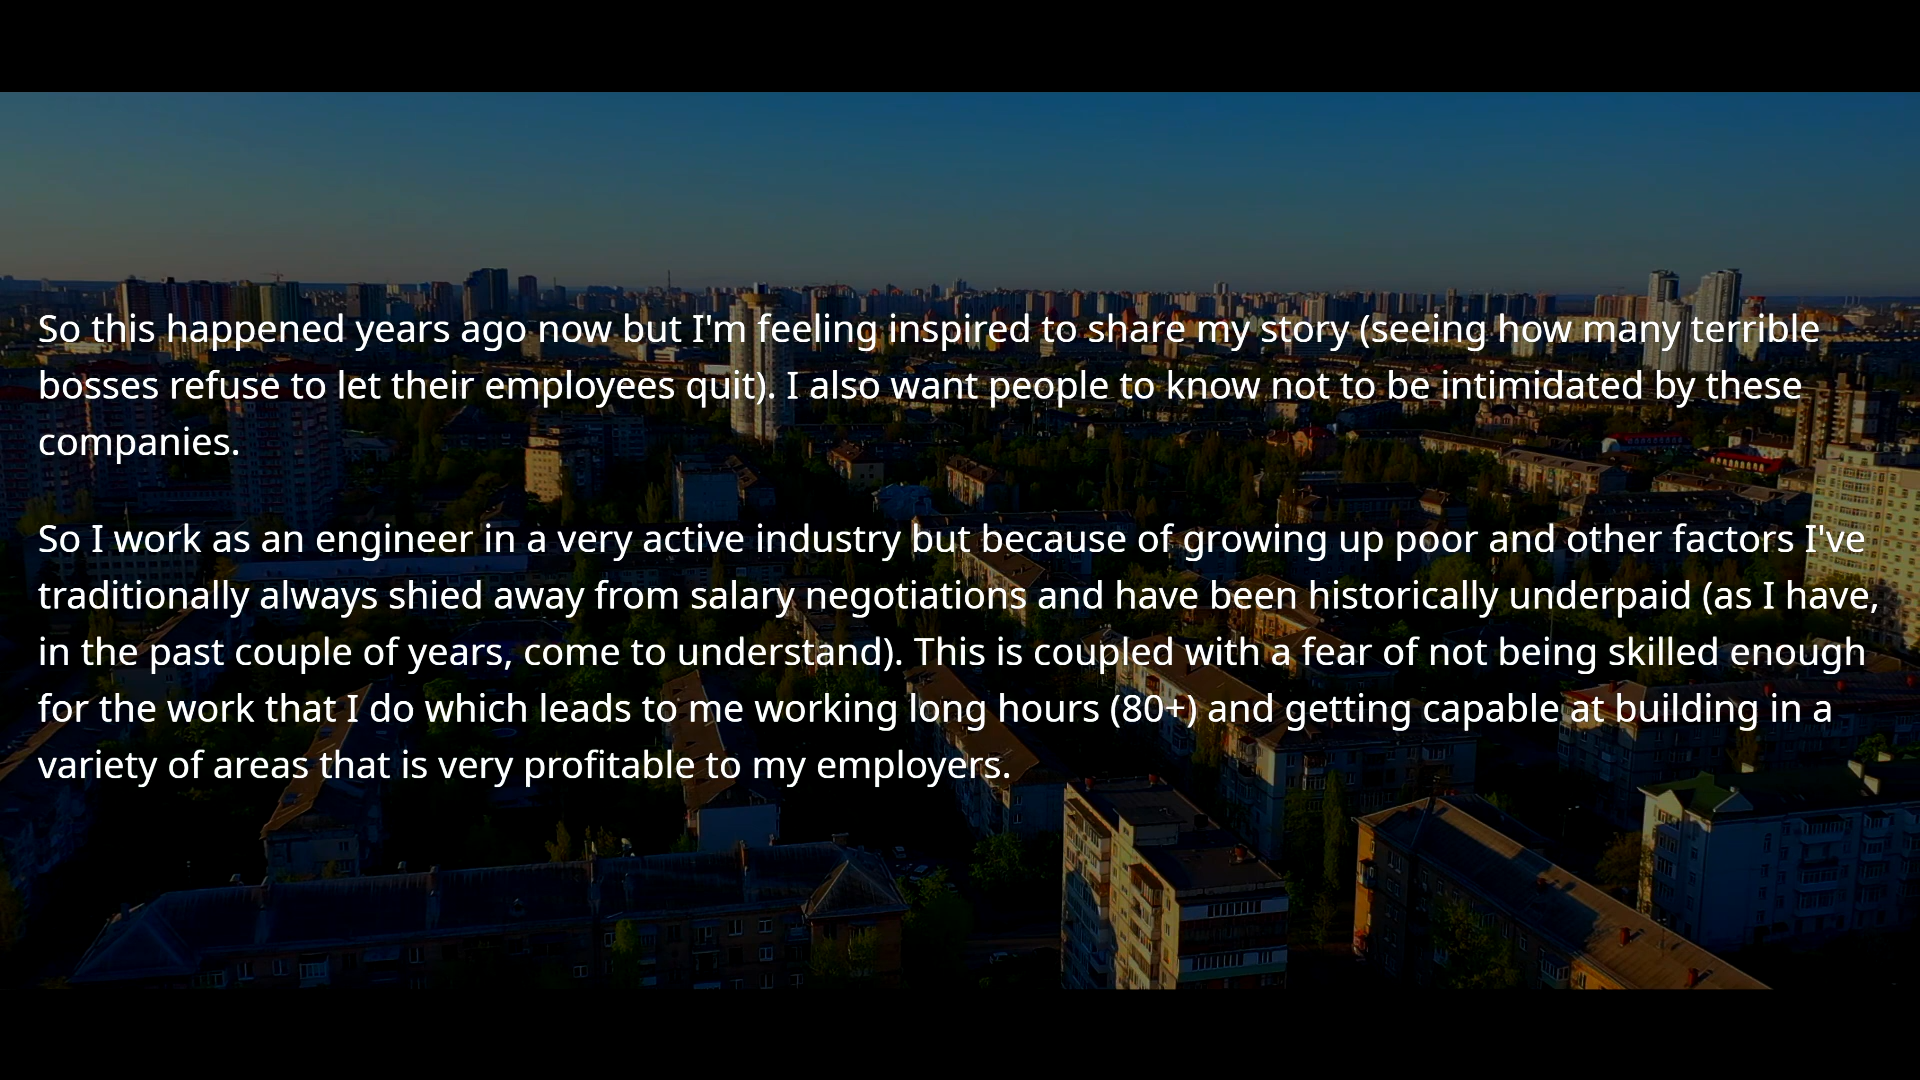 So this happened years ago now but I'm feeling inspired to share my story (seeing how many terrible
bosses refuse to let their employees quit). I also want people to know not to be intimidated by these
companies.
So I work as an engineer in a very active industry but because of growing up poor and other factors I've
traditionally always shied away from salary negotiations and have been historically underpaid (as I have,
in the past couple of years, come to understand). This is coupled with a fear of not being skilled enough
for the work that I do which leads to me working long hours (80+) and getting capable at building in a
variety of areas that is very profitable to my employers.